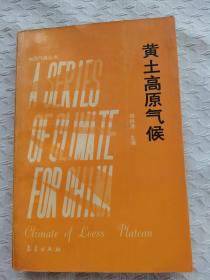 黄土高原气候
A SERIES
OF CLIMATE
FOR CHINA
Climate of Loess Plateau
气象出版社